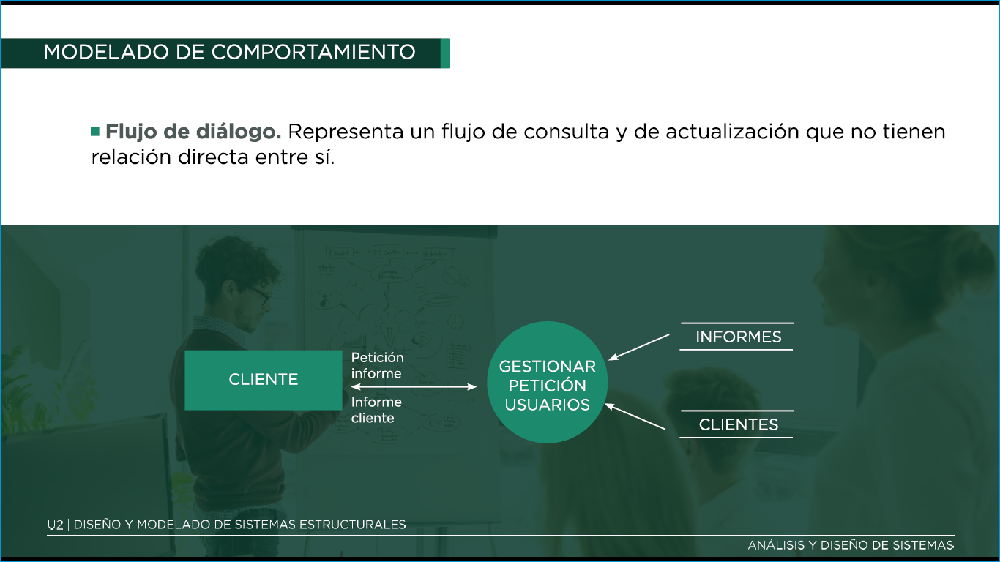 MODELADO DE COMPORTAMIENTO
Flujo de diálogo. Representa un flujo de consulta y de actualización que no tienen
relación directa entre sí.
CLIENTE
Petición
informe
Informe
cliente
GESTIONAR
PETICIÓN
USUARIOS
INFORMES
CLIENTES
U2 | DISEÑO Y MODELADO DE SISTEMAS ESTRUCTURALES
ANÁLISIS Y DISEÑO DE SISTEMAS